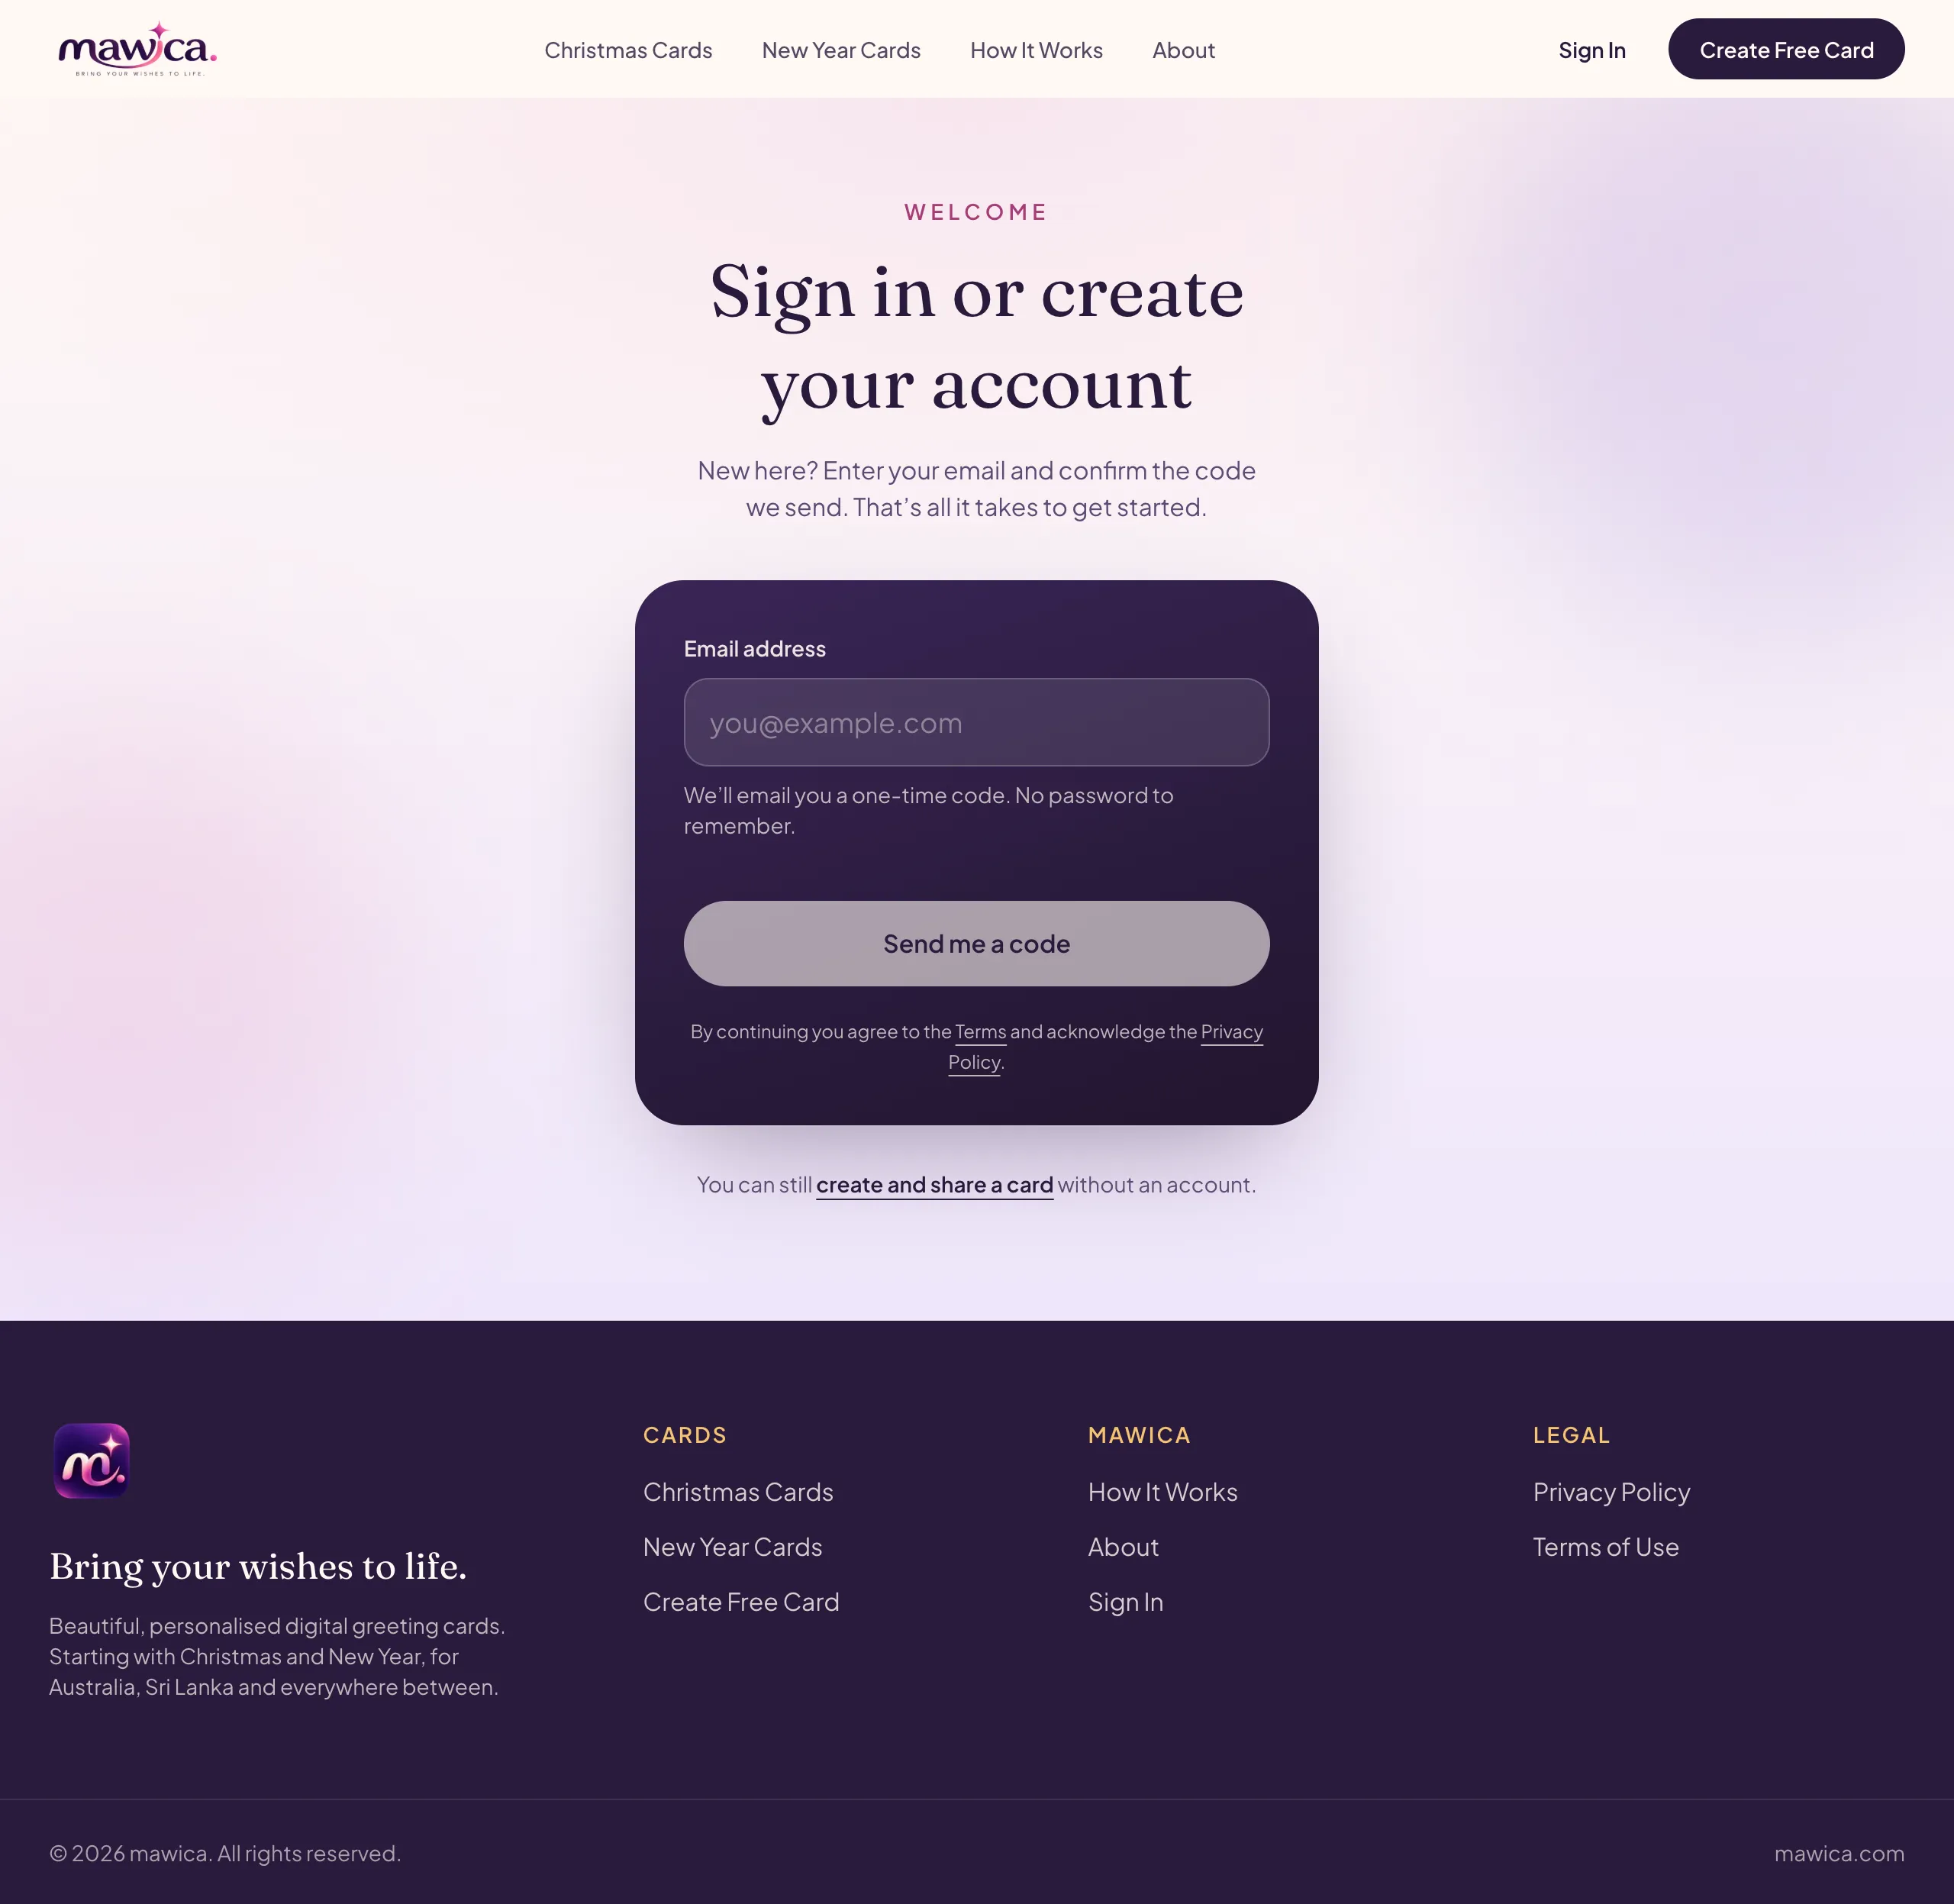 mawica.
BRING YOUR WISHES TO LIFE.
Christmas Cards
New Year Cards
How It Works
About
Sign In
Create Free Card
WELCOME
Sign in or create
your account
New here? Enter your email and confirm the code
we send. That’s all it takes to get started.
Email address
you@example.com
We’ll email you a one-time code. No password to
remember.
Send me a code
By continuing you agree to the Terms and acknowledge the Privacy
Policy.
You can still create and share a card without an account.
m.
Bring your wishes to life.
Beautiful, personalised digital greeting cards.
Starting with Christmas and New Year, for
Australia, Sri Lanka and everywhere between.
CARDS
Christmas Cards
New Year Cards
Create Free Card
MAWICA
How It Works
About
Sign In
LEGAL
Privacy Policy
Terms of Use
© 2026 mawica. All rights reserved.
mawica.com